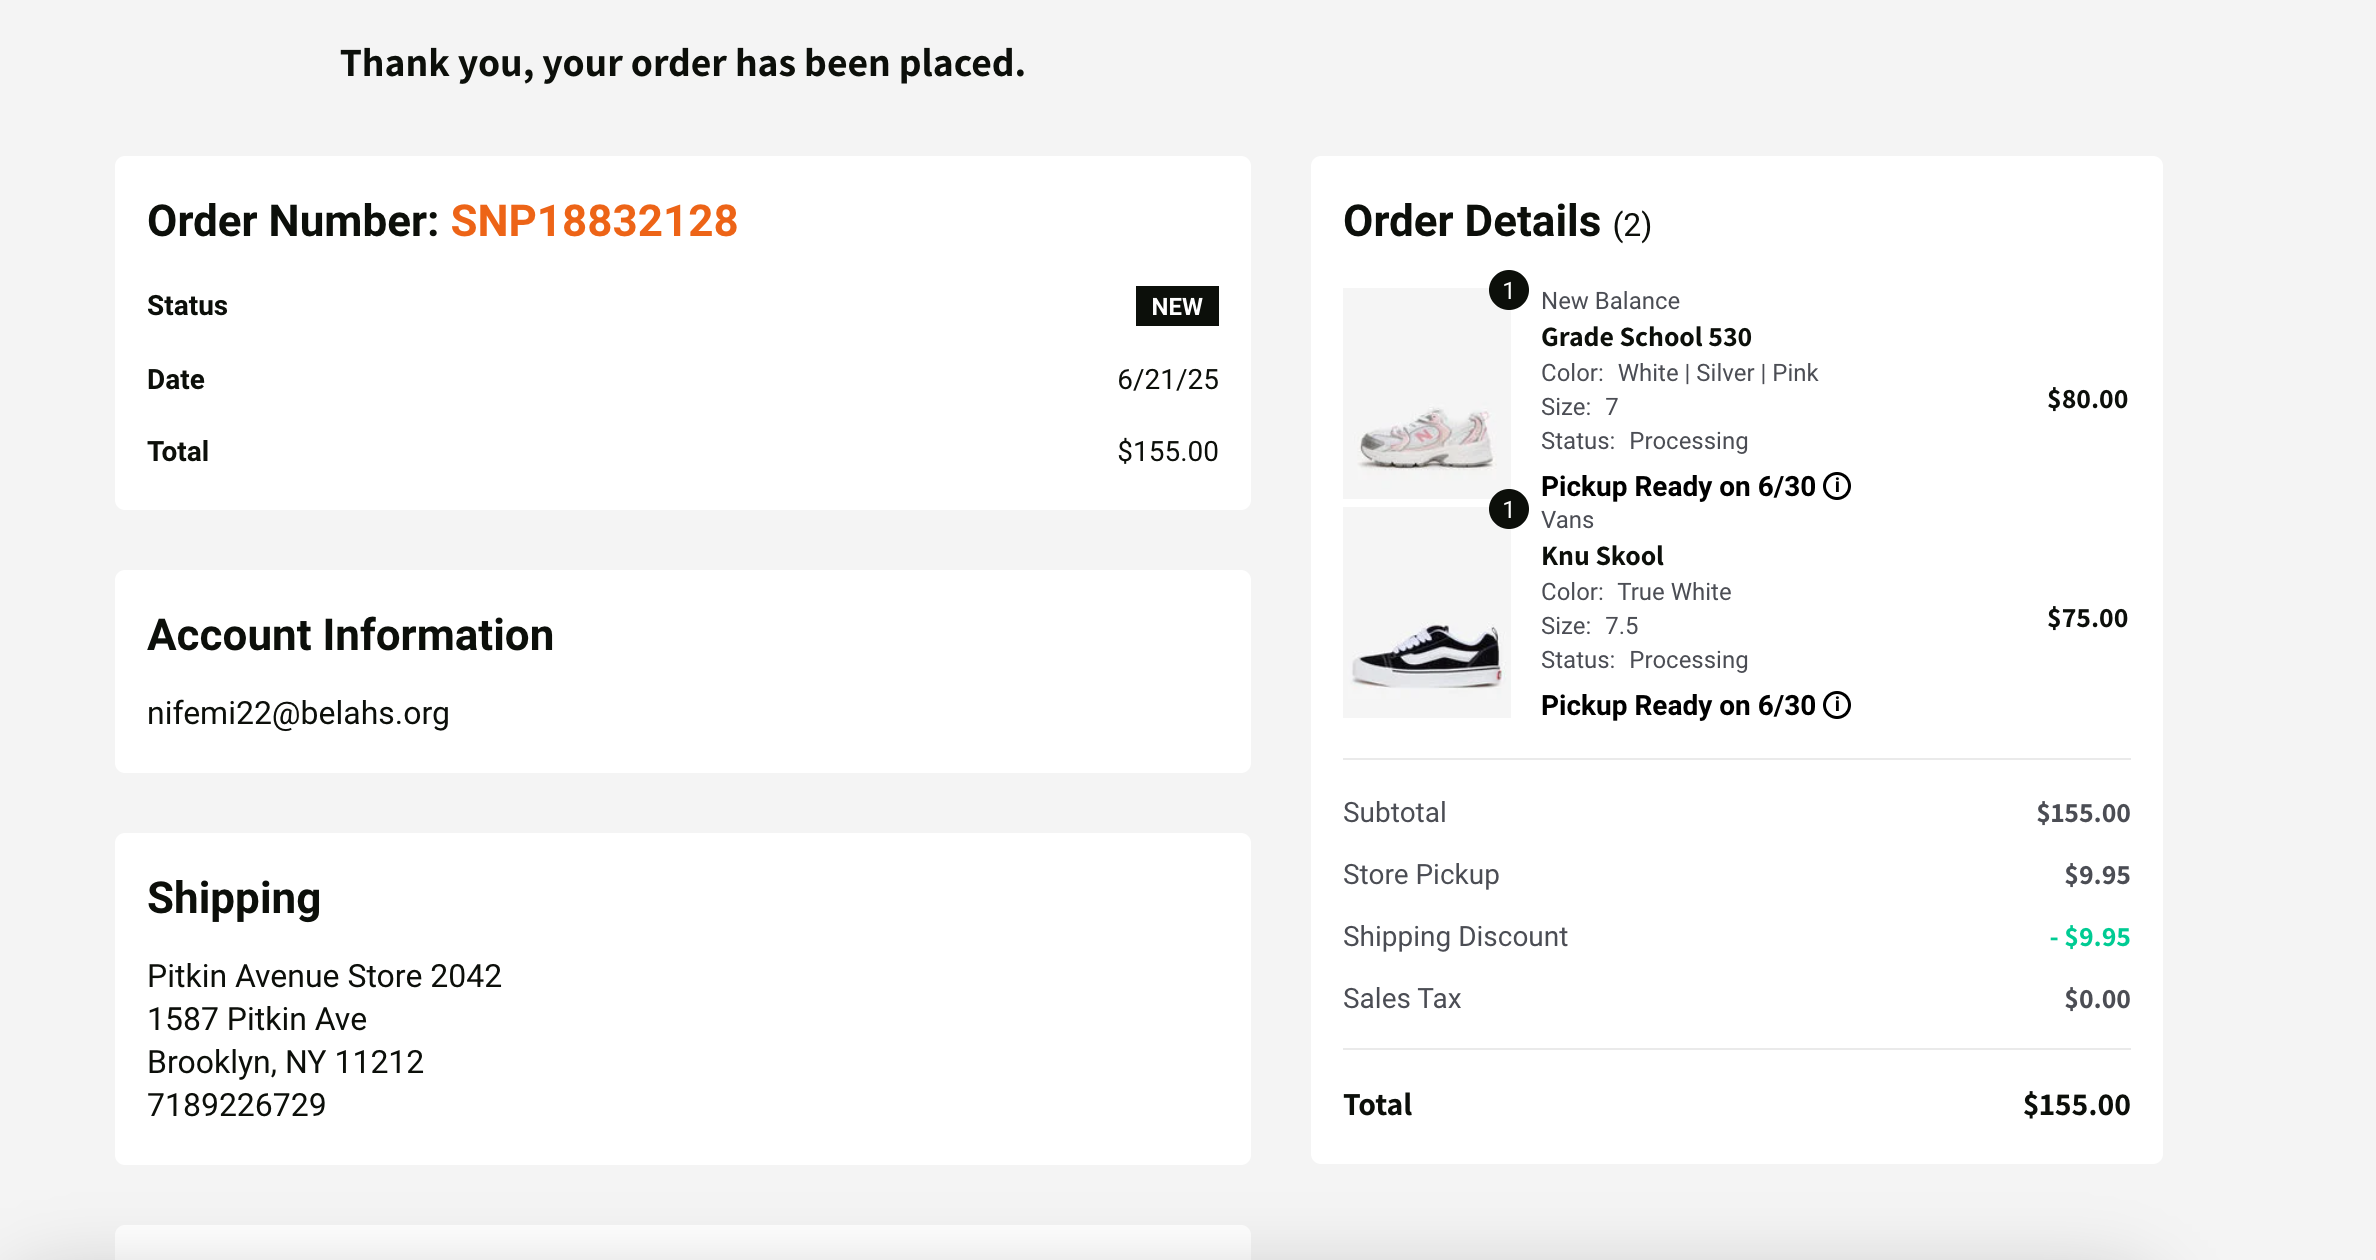 Thank you, your order has been placed.
Order Number: SNP18832128
Status NEW
Date 6/21/25
Total $155.00
Account Information
nifemi22@belahs.org
Shipping
Pitkin Avenue Store 2042
1587 Pitkin Ave
Brooklyn, NY 11212
7189226729
Order Details (2)
1
New Balance
Grade School 530
Color: White | Silver | Pink
$80.00
Size: 7
Status: Processing
Pickup Ready on 6/30
1
Vans
Knu Skool
Color: True White
$75.00
Size: 7.5
Status: Processing
Pickup Ready on 6/30
Subtotal $155.00
Store Pickup $9.95
Shipping Discount - $9.95
Sales Tax $0.00
Total $155.00